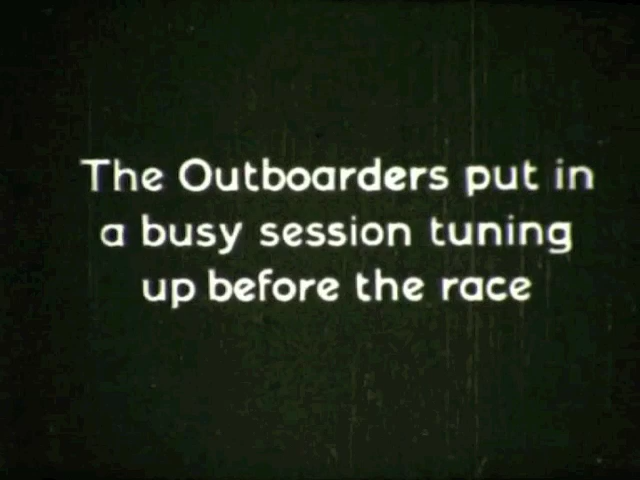 The Outboarders put in
a busy session tuning
up before the race